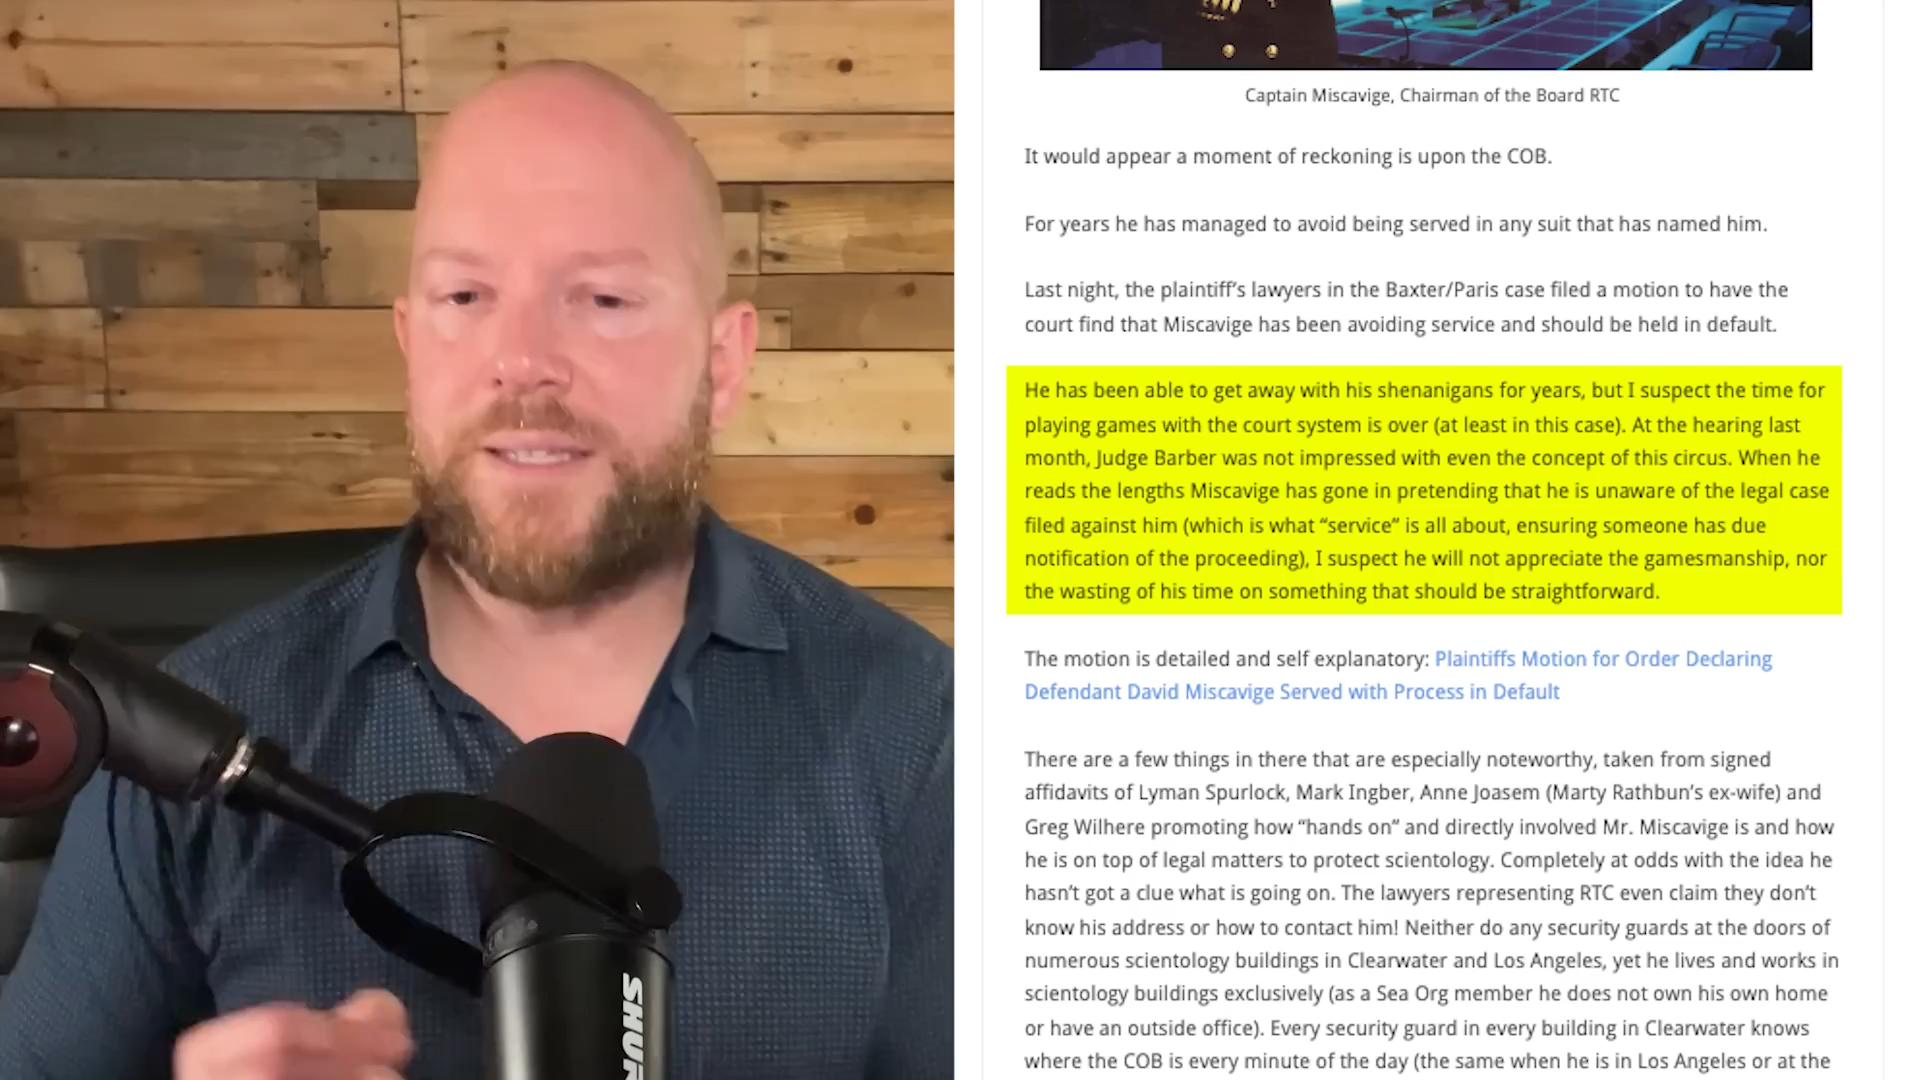 Captain Miscavige, Chairman of the Board RTC
It would appear a moment of reckoning is upon the COB.
For years he has managed to avoid being served in any suit that has named him.
Last night, the plaintiff's lawyers in the Baxter/Paris case filed a motion to have the
court find that Miscavige has been avoiding service and should be held in default.
He has been able to get away with his shenanigans for years, but I suspect the time for
playing games with the court system is over (at least in this case). At the hearing last
month, Judge Barber was not impressed with even the concept of this circus. When he
reads the lengths Miscavige has gone in pretending that he is unaware of the legal case
filed against him (which is what “service” is all about, ensuring someone has due
notification of the proceeding), I suspect he will not appreciate the gamesmanship, nor
the wasting of his time on something that should be straightforward.
The motion is detailed and self explanatory: Plaintiffs Motion for Order Declaring
Defendant David Miscavige Served with Process in Default
There are a few things in there that are especially noteworthy, taken from signed
affidavits of Lyman Spurlock, Mark Ingber, Anne Joasem (Marty Rathbun's ex-wife) and
Greg Wilhere promoting how “hands on” and directly involved Mr. Miscavige is and how
he is on top of legal matters to protect scientology. Completely at odds with the idea he
hasn't got a clue what is going on. The lawyers representing RTC even claim they don't
know his address or how to contact him! Neither do any security guards at the doors of
numerous scientology buildings in Clearwater and Los Angeles, yet he lives and works in
scientology buildings exclusively (as a Sea Org member he does not own his own home
or have an outside office). Every security guard in every building in Clearwater knows
where the COB is every minute of the day (the same when he is in Los Angeles or at the
SHUR